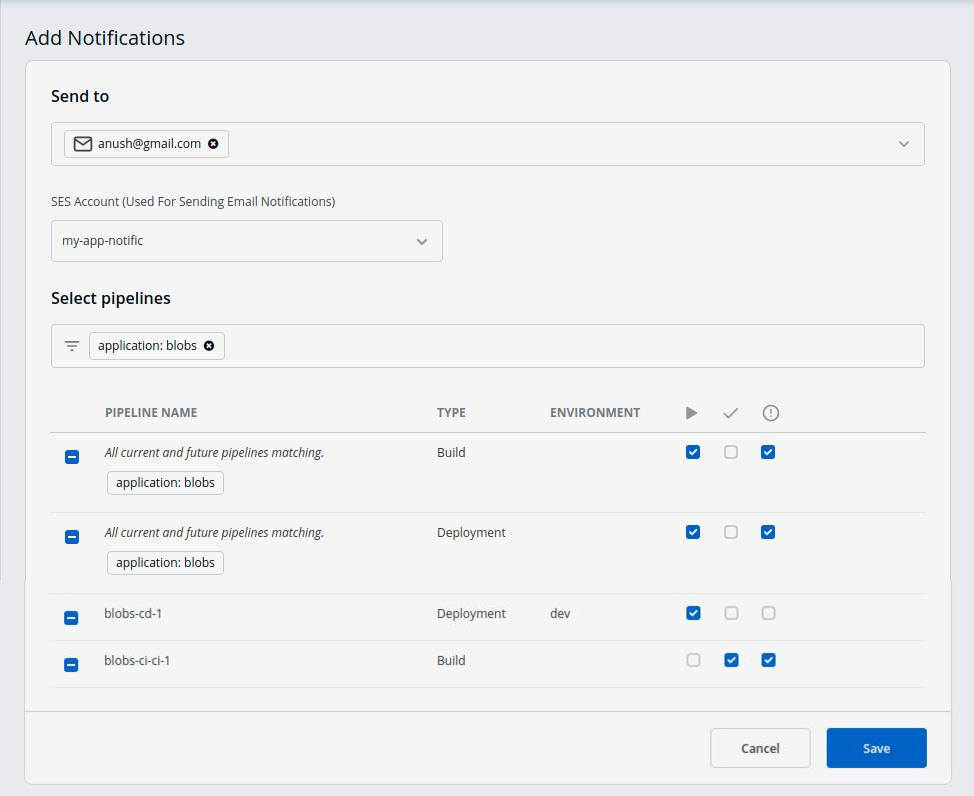 Add Notifications
Send to
anush@gmail.com
SES Account (Used For Sending Email Notifications)
my-app-notific
Select pipelines
application: blobs
PIPELINE NAME TYPE ENVIRONMENT
All current and future pipelines matching. Build
application: blobs
All current and future pipelines matching. Deployment
application: blobs
blobs-cd-1 Deployment dev
blobs-ci-ci-1 Build
Cancel Save